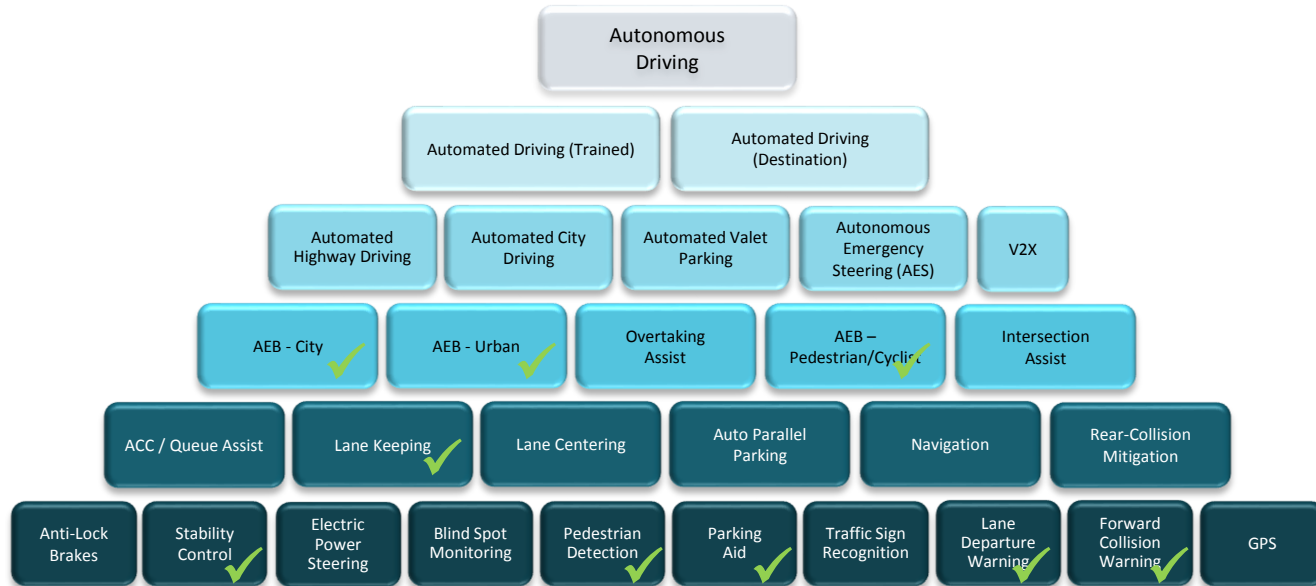 Autonomous
Driving
Automated Driving (Trained)
Automated Driving
(Destination)
Automated
Highway Driving
Automated City
Driving
Automated Valet
Parking
Autonomous
Emergency
Steering (AES)
V2X
AEB - City
AEB - Urban
Overtaking
Assist
AEB –
Pedestrian/Cyclist
Intersection
Assist
ACC / Queue Assist
Lane Keeping
Lane Centering
Auto Parallel
Parking
Navigation
Rear-Collision
Mitigation
Anti-Lock
Brakes
Stability
Control
Electric
Power
Steering
Blind Spot
Monitoring
Pedestrian
Detection
Parking
Aid
Traffic Sign
Recognition
Lane
Departure
Warning
Forward
Collision
Warning
GPS